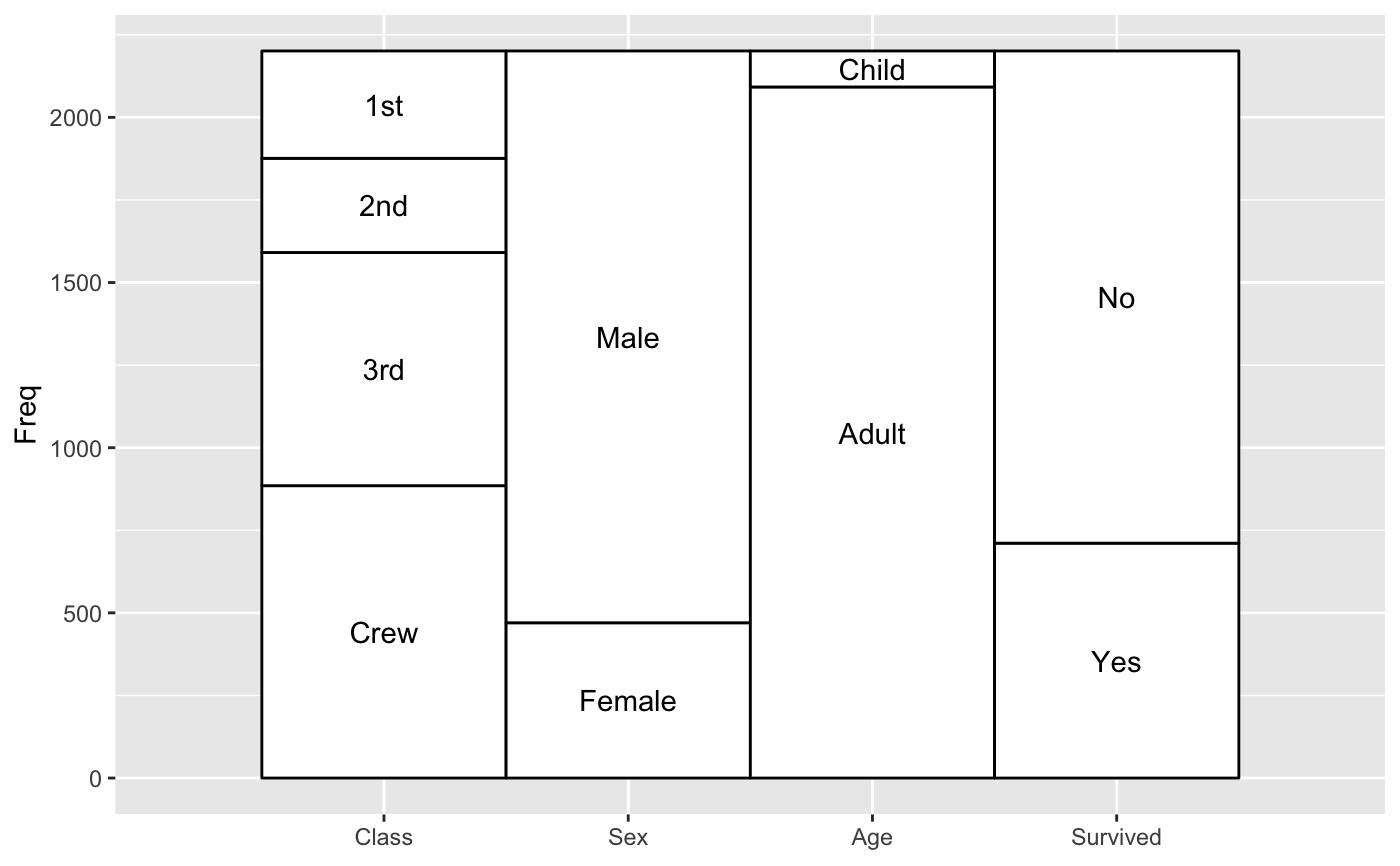 Freq
2000
1500
1000
500
0
1st
2nd
3rd
Crew
Male
Female
Child
Adult
No
Yes
Class
Sex
Age
Survived